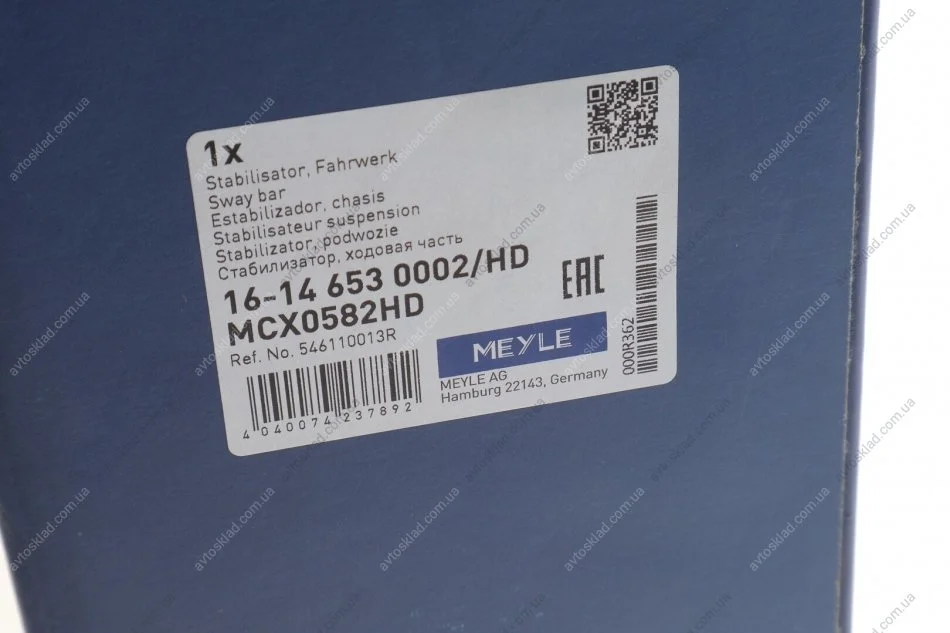 1x
Stabilisator, Fahrwerk
Sway bar
Estabilizador, chasis
Stabilisateur suspension
Stabilizator, podwozie
Стабилизатор, ходовая часть
16-14 653 0002/HD
MCX0582HD
Ref. No. 546110013R
4 040074 237892
EAC
MEYLE
MEYLE AG
Hamburg 22143, Germany
000R362
avtosklad.com.ua